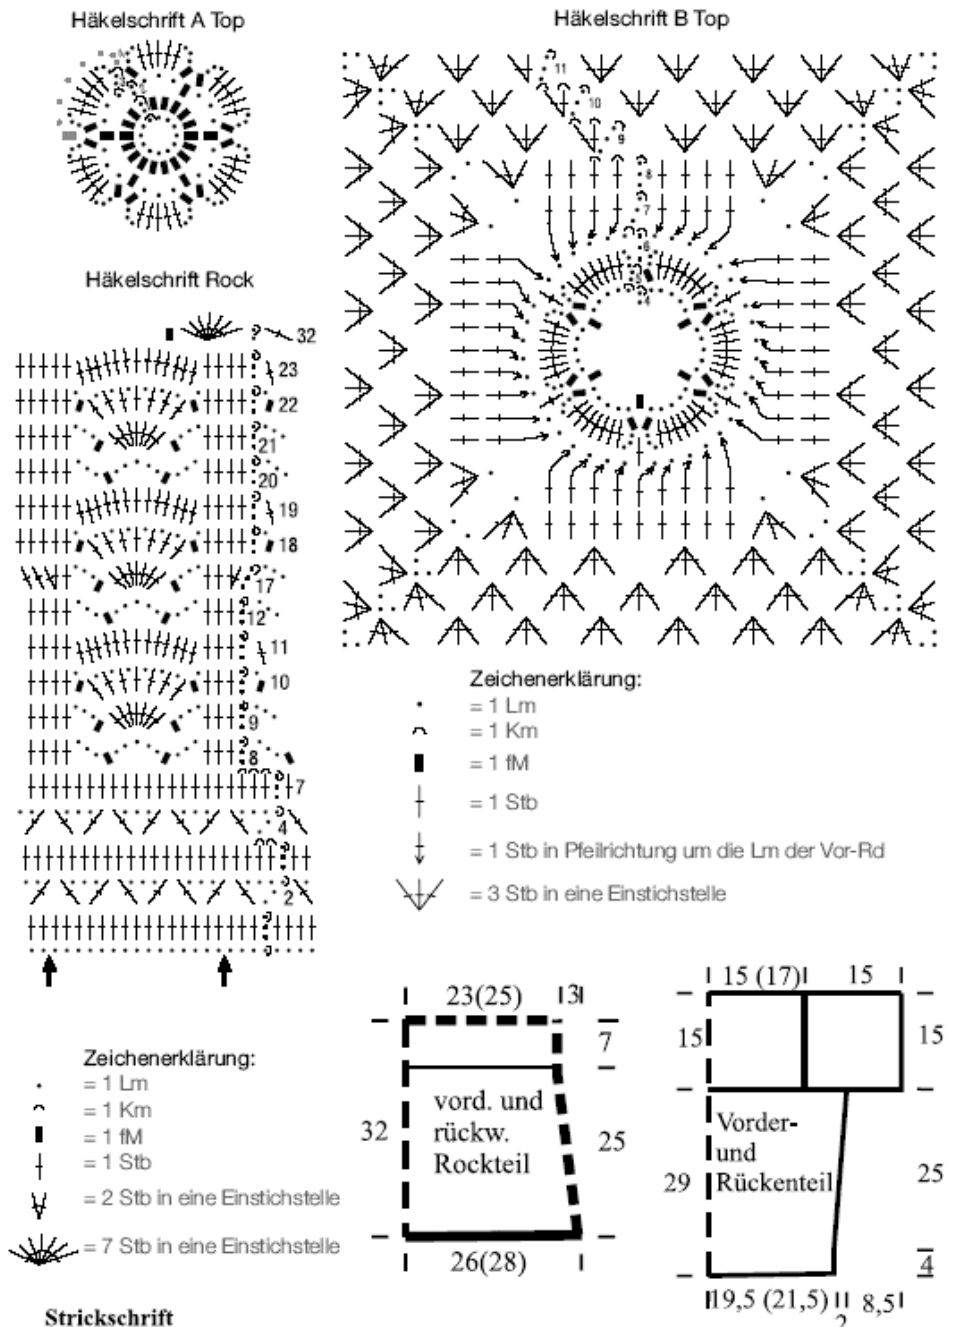 Häkelschrift A Top
Häkelschrift B Top
11
10
9
8
7
6
5
4
Häkelschrift Rock
32
23
22
21
20
19
18
17
12
11
10
9
8
7
4
2
Zeichenerklärung:
= 1 Lm
= 1 Km
= 1 fM
= 1 Stb
= 1 Stb in Pfeilrichtung um die Lm der Vor-Rd
= 3 Stb in eine Einstichstelle
Zeichenerklärung:
= 1 Lm
= 1 Km
= 1 fM
= 1 Stb
= 2 Stb in eine Einstichstelle
= 7 Stb in eine Einstichstelle
23(25) 3
7
32
vord. und
rückw.
Rockteil
25
26(28)
15 (17) 15
15 15
Vorder-
und
Rückenteil
29
25
4
19,5 (21,5) 2 8,5
Strickschrift